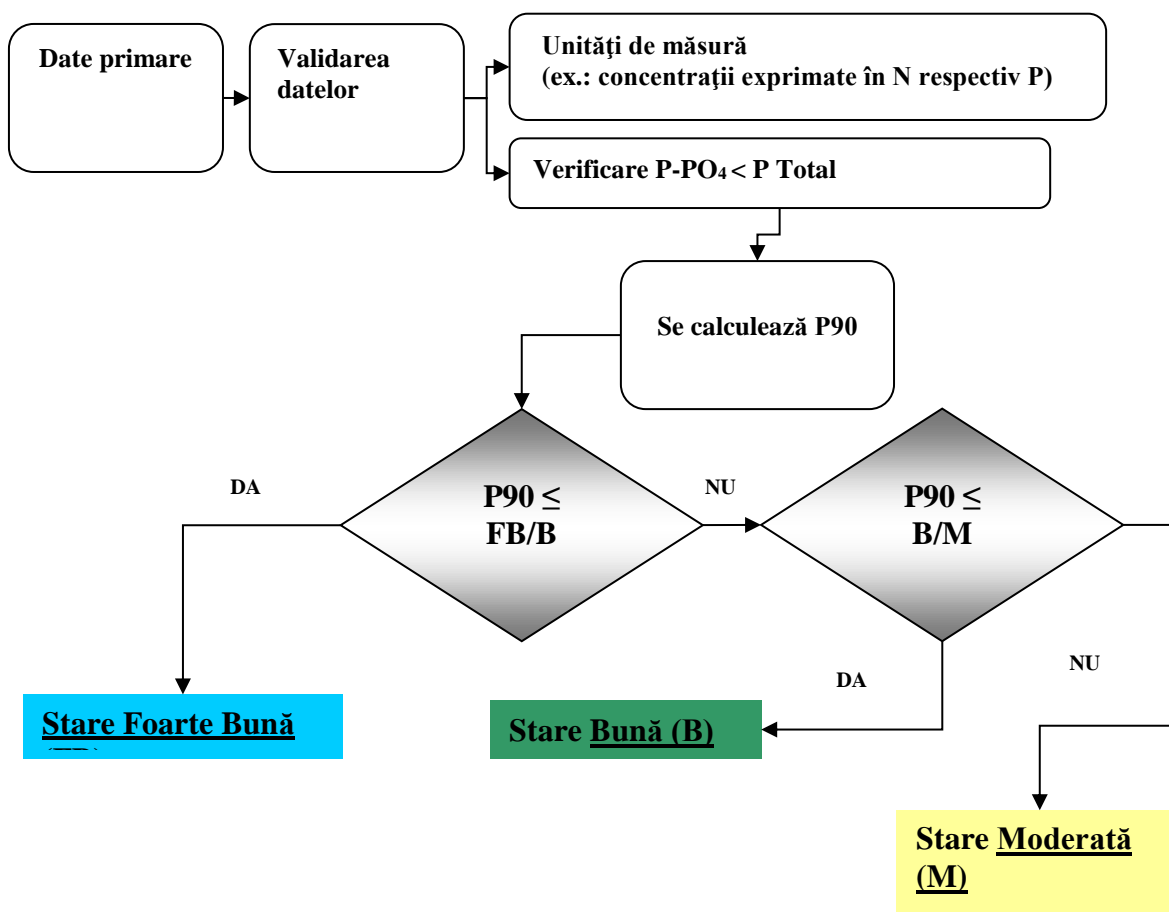 Date primare
Validarea
datelor
Unităţi de măsură
(ex.: concentraţii exprimate în N respectiv P)
Verificare P-PO4 < P Total
Se calculează P90
DA
P90 ≤
FB/B
NU
P90 ≤
B/M
NU
DA
Stare Foarte Bună
Stare Bună (B)
Stare Moderată
(M)